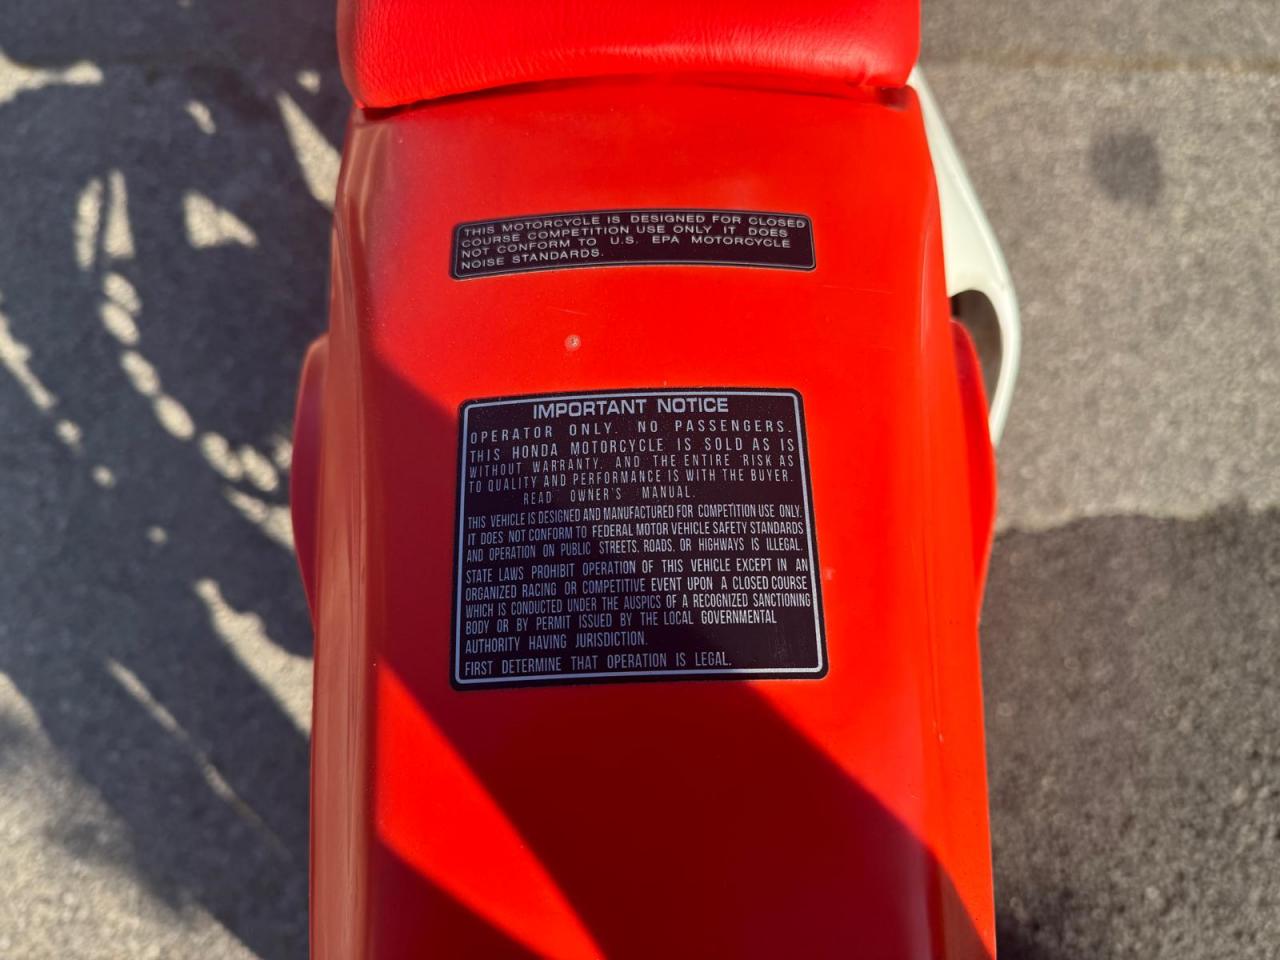 THIS MOTORCYCLE IS DESIGNED FOR CLOSED
COURSE COMPETITION USE ONLY IT DOES
NOT CONFORM TO U.S. EPA MOTORCYCLE
NOISE STANDARDS.
IMPORTANT NOTICE
OPERATOR ONLY. NO PASSENGERS.
THIS HONDA MOTORCYCLE IS SOLD AS IS
WITHOUT WARRANTY, AND THE ENTIRE RISK AS
TO QUALITY AND PERFORMANCE IS WITH THE BUYER.
READ OWNER'S MANUAL.
THIS VEHICLE IS DESIGNED AND MANUFACTURED FOR COMPETITION USE ONLY.
IT DOES NOT CONFORM TO FEDERAL MOTOR VEHICLE SAFETY STANDARDS
AND OPERATION ON PUBLIC STREETS, ROADS, OR HIGHWAYS IS ILLEGAL.
STATE LAWS PROHIBIT OPERATION OF THIS VEHICLE EXCEPT IN AN
ORGANIZED RACING OR COMPETITIVE EVENT UPON A CLOSED COURSE
WHICH IS CONDUCTED UNDER THE AUSPICS OF A RECOGNIZED SANCTIONING
BODY OR BY PERMIT ISSUED BY THE LOCAL GOVERNMENTAL
AUTHORITY HAVING JURISDICTION.
FIRST DETERMINE THAT OPERATION IS LEGAL.